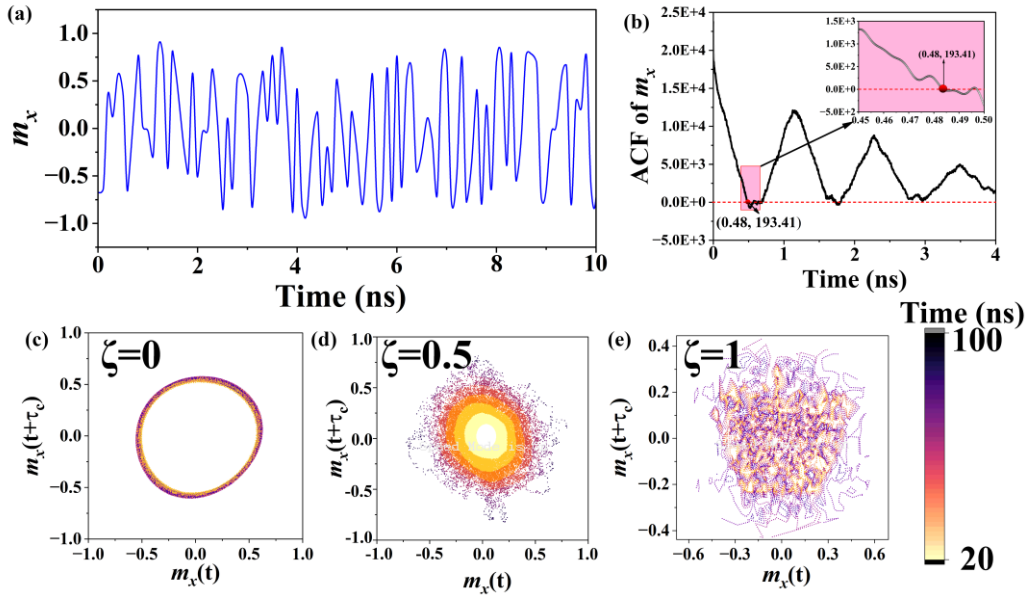 (a)
1.0
0.5
0.0
−0.5
−1.0
m_x
0 2 4 6 8 10
Time (ns)
(b)
2.5E+4
2.0E+4
1.5E+4
1.0E+4
5.0E+3
0.0E+0
−5.0E+3
ACF of m_x
0 1 2 3 4
Time (ns)
(0.48, 193.41)
1.5E+3
1.0E+3
5.0E+2
0.0E+0
−5.0E+2
0.45 0.46 0.47 0.48 0.49 0.50
(0.48, 193.41)
(c)
ζ=0
1.0
0.5
0.0
−0.5
−1.0
m_x(t+τ_c)
-1.0 -0.5 0.0 0.5 1.0
m_x(t)
(d)
ζ=0.5
1.0
0.5
0.0
-0.5
-1.0
m_x(t+τ_c)
-1.0 -0.5 0.0 0.5 1.0
m_x(t)
(e)
ζ=1
0.4
0.2
0.0
−0.2
−0.4
m_x(t+τ_c)
−0.6 −0.3 0.0 0.3 0.6
m_x(t)
Time (ns)
100
20